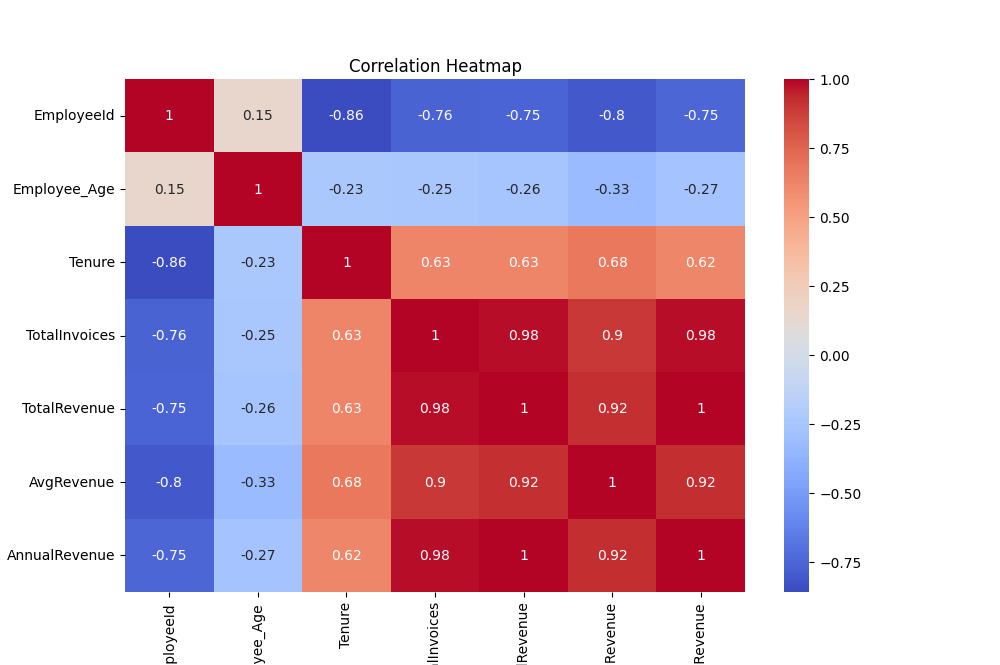 Correlation Heatmap
EmployeeId 1 0.15 -0.86 -0.76 -0.75 -0.8 -0.75
Employee_Age 0.15 1 -0.23 -0.25 -0.26 -0.33 -0.27
Tenure -0.86 -0.23 1 0.63 0.63 0.68 0.62
TotalInvoices -0.76 -0.25 0.63 1 0.98 0.9 0.98
TotalRevenue -0.75 -0.26 0.63 0.98 1 0.92 1
AvgRevenue -0.8 -0.33 0.68 0.9 0.92 1 0.92
AnnualRevenue -0.75 -0.27 0.62 0.98 1 0.92 1
ployeeId
yee_Age
Tenure
lInvoices
lRevenue
Revenue
Revenue
1.00
0.75
0.50
0.25
0.00
−0.25
−0.50
−0.75